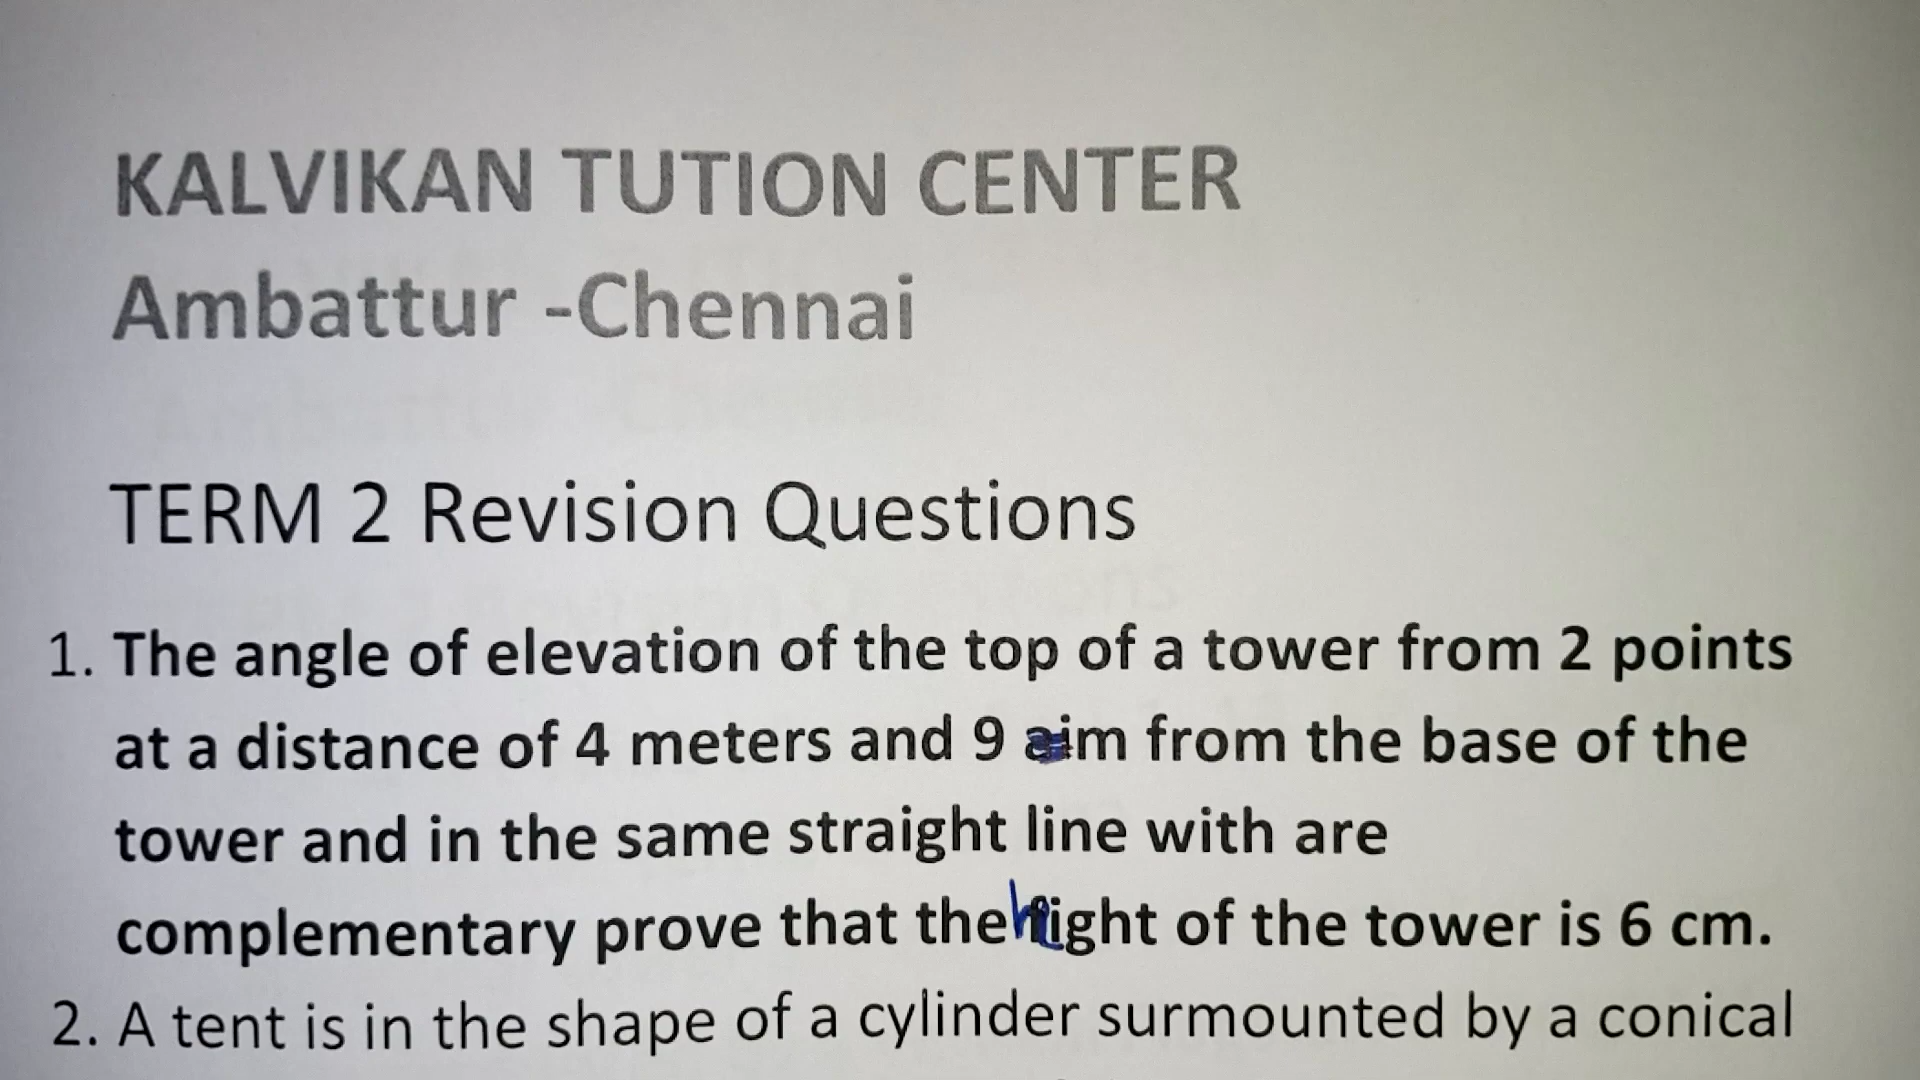 KALVIKAN TUTION CENTER
Ambattur -Chennai
TERM 2 Revision Questions
1. The angle of elevation of the top of a tower from 2 points
at a distance of 4 meters and 9 aim from the base of the
tower and in the same straight line with are
complementary prove that the height of the tower is 6 cm.
2. A tent is in the shape of a cylinder surmounted by a conical